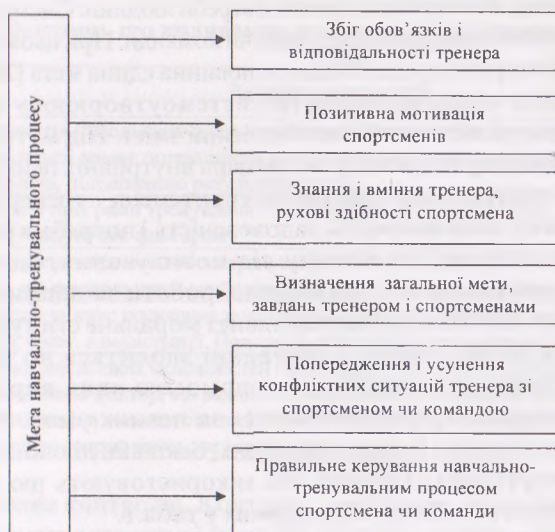 Мета навчально-тренувального процесу
Збіг обов’язків і
відповідальності тренера
Позитивна мотивація
спортсменів
Знання і вміння тренера,
рухові здібності спортсмена
Визначення загальної мети,
завдань тренером і спортсменами
Попередження і усунення
конфліктних ситуацій тренера зі
спортсменом чи командою
Правильне керування навчально-
тренувальним процесом
спортсмена чи команди